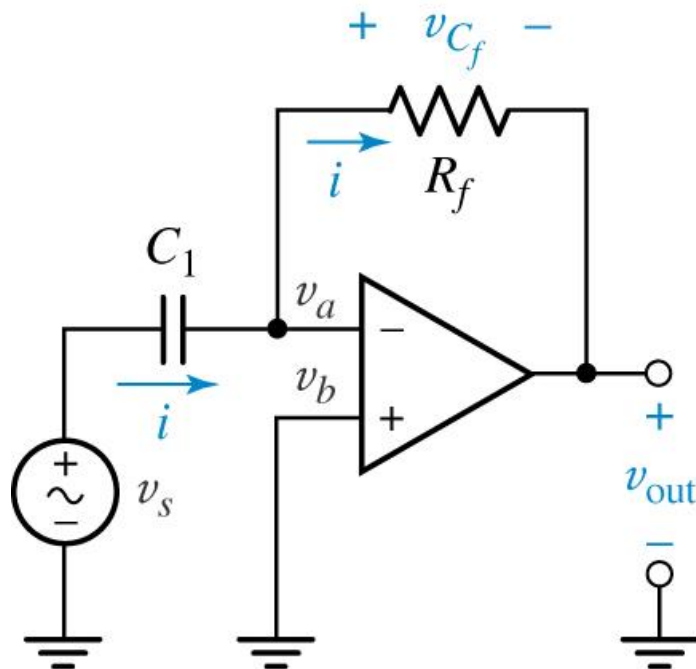 + v_{C_f} −
i
R_f
C_1
v_a
−
v_b
+
i
+
v_s
−
+
v_out
−